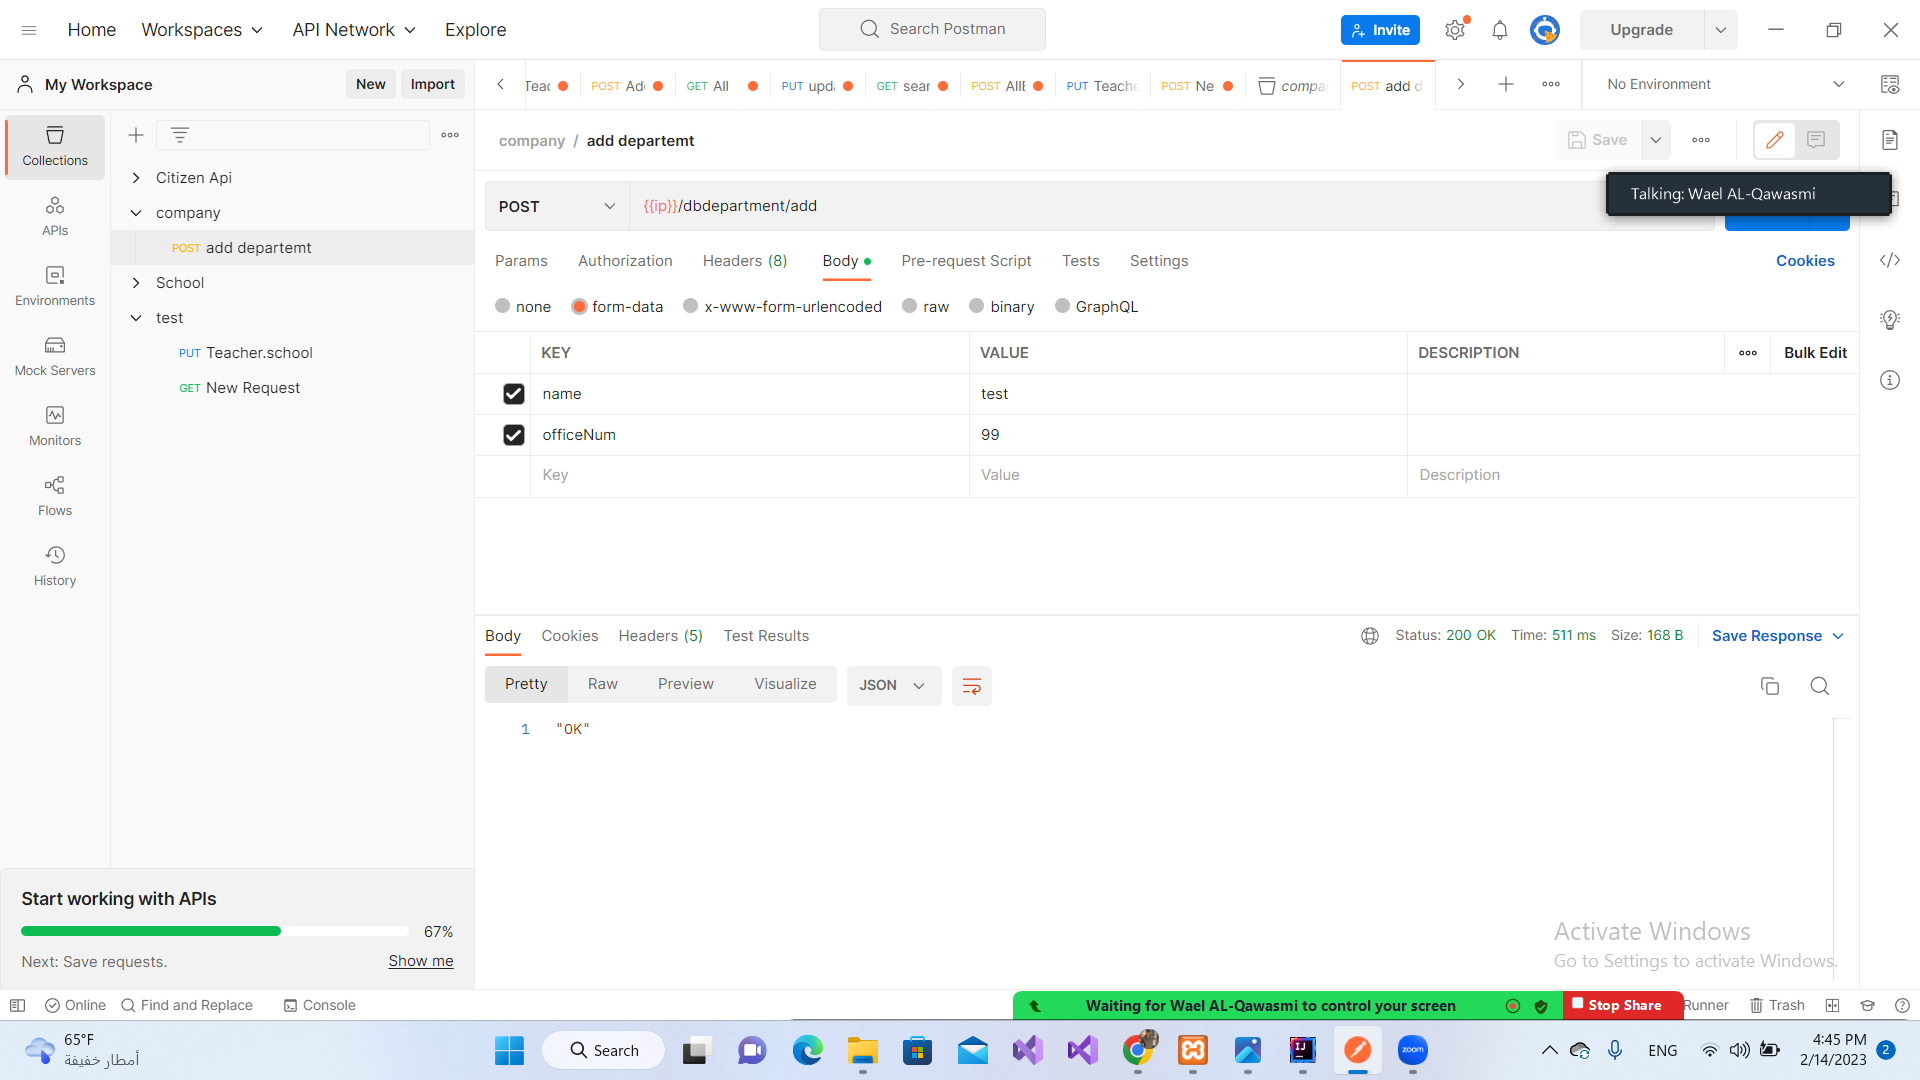 Home Workspaces API Network Explore Search Postman Invite Upgrade
My Workspace New Import
Teac POST Ad GET All PUT upd GET sear POST AllE PUT Teache POST Ne compa POST add d No Environment
Collections
APIs
Environments
Mock Servers
Monitors
Flows
History
Citizen Api
company
POST add departemt
School
test
PUT Teacher.school
GET New Request
company / add departemt Save
Talking: Wael AL-Qawasmi
POST {{ip}}/dbdepartment/add
Params Authorization Headers (8) Body Pre-request Script Tests Settings Cookies
none form-data x-www-form-urlencoded raw binary GraphQL
KEY VALUE DESCRIPTION Bulk Edit
name test
officeNum 99
Key Value Description
Body Cookies Headers (5) Test Results Status: 200 OK Time: 511 ms Size: 168 B Save Response
Pretty Raw Preview Visualize JSON
1 "OK"
Start working with APIs
67%
Next: Save requests. Show me
Activate Windows
Go to Settings to activate Windows.
Online Find and Replace Console Waiting for Wael AL-Qawasmi to control your screen Stop Share Runner Trash
65°F
أمطار خفيفة
Search
zoom
ENG
4:45 PM
2/14/2023
2